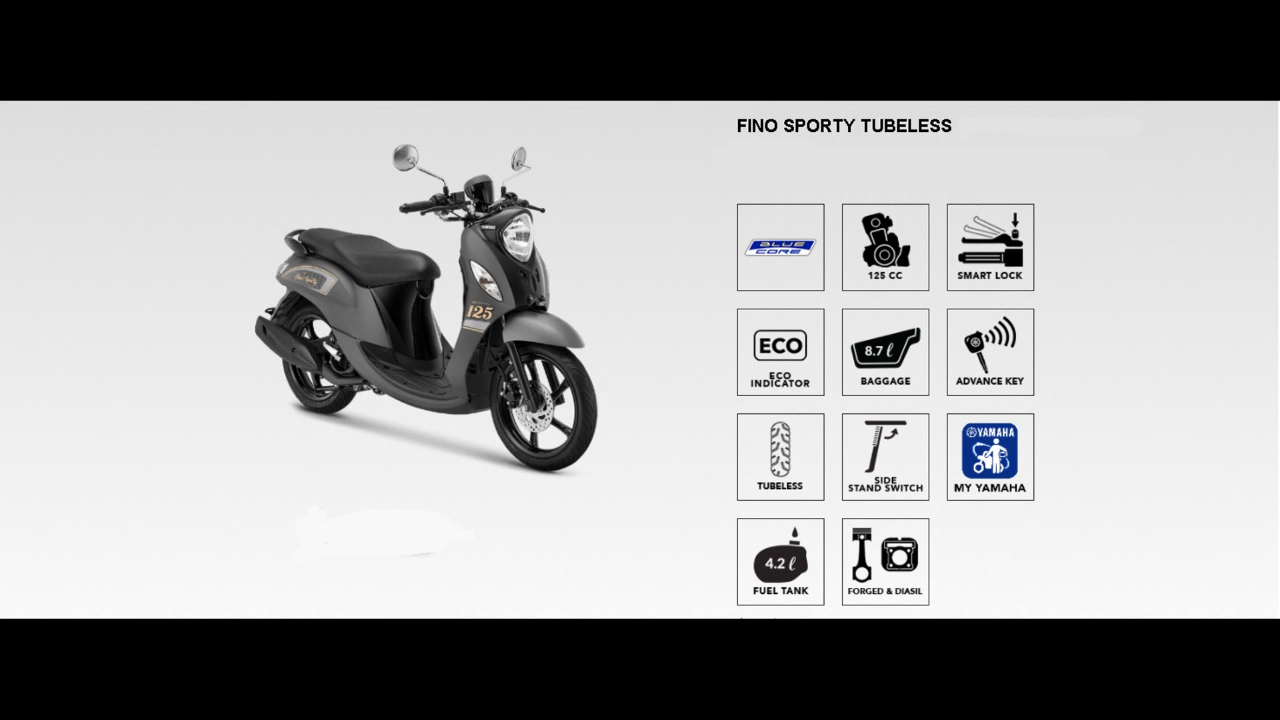 FINO SPORTY TUBELESS
YAMAHA
125
BLUE
CORE
125 CC
SMART LOCK
ECO
ECO
INDICATOR
8.7 ℓ
BAGGAGE
ADVANCE KEY
TUBELESS
SIDE
STAND SWITCH
YAMAHA
MY YAMAHA
4.2 ℓ
FUEL TANK
FORGED & DIASIL